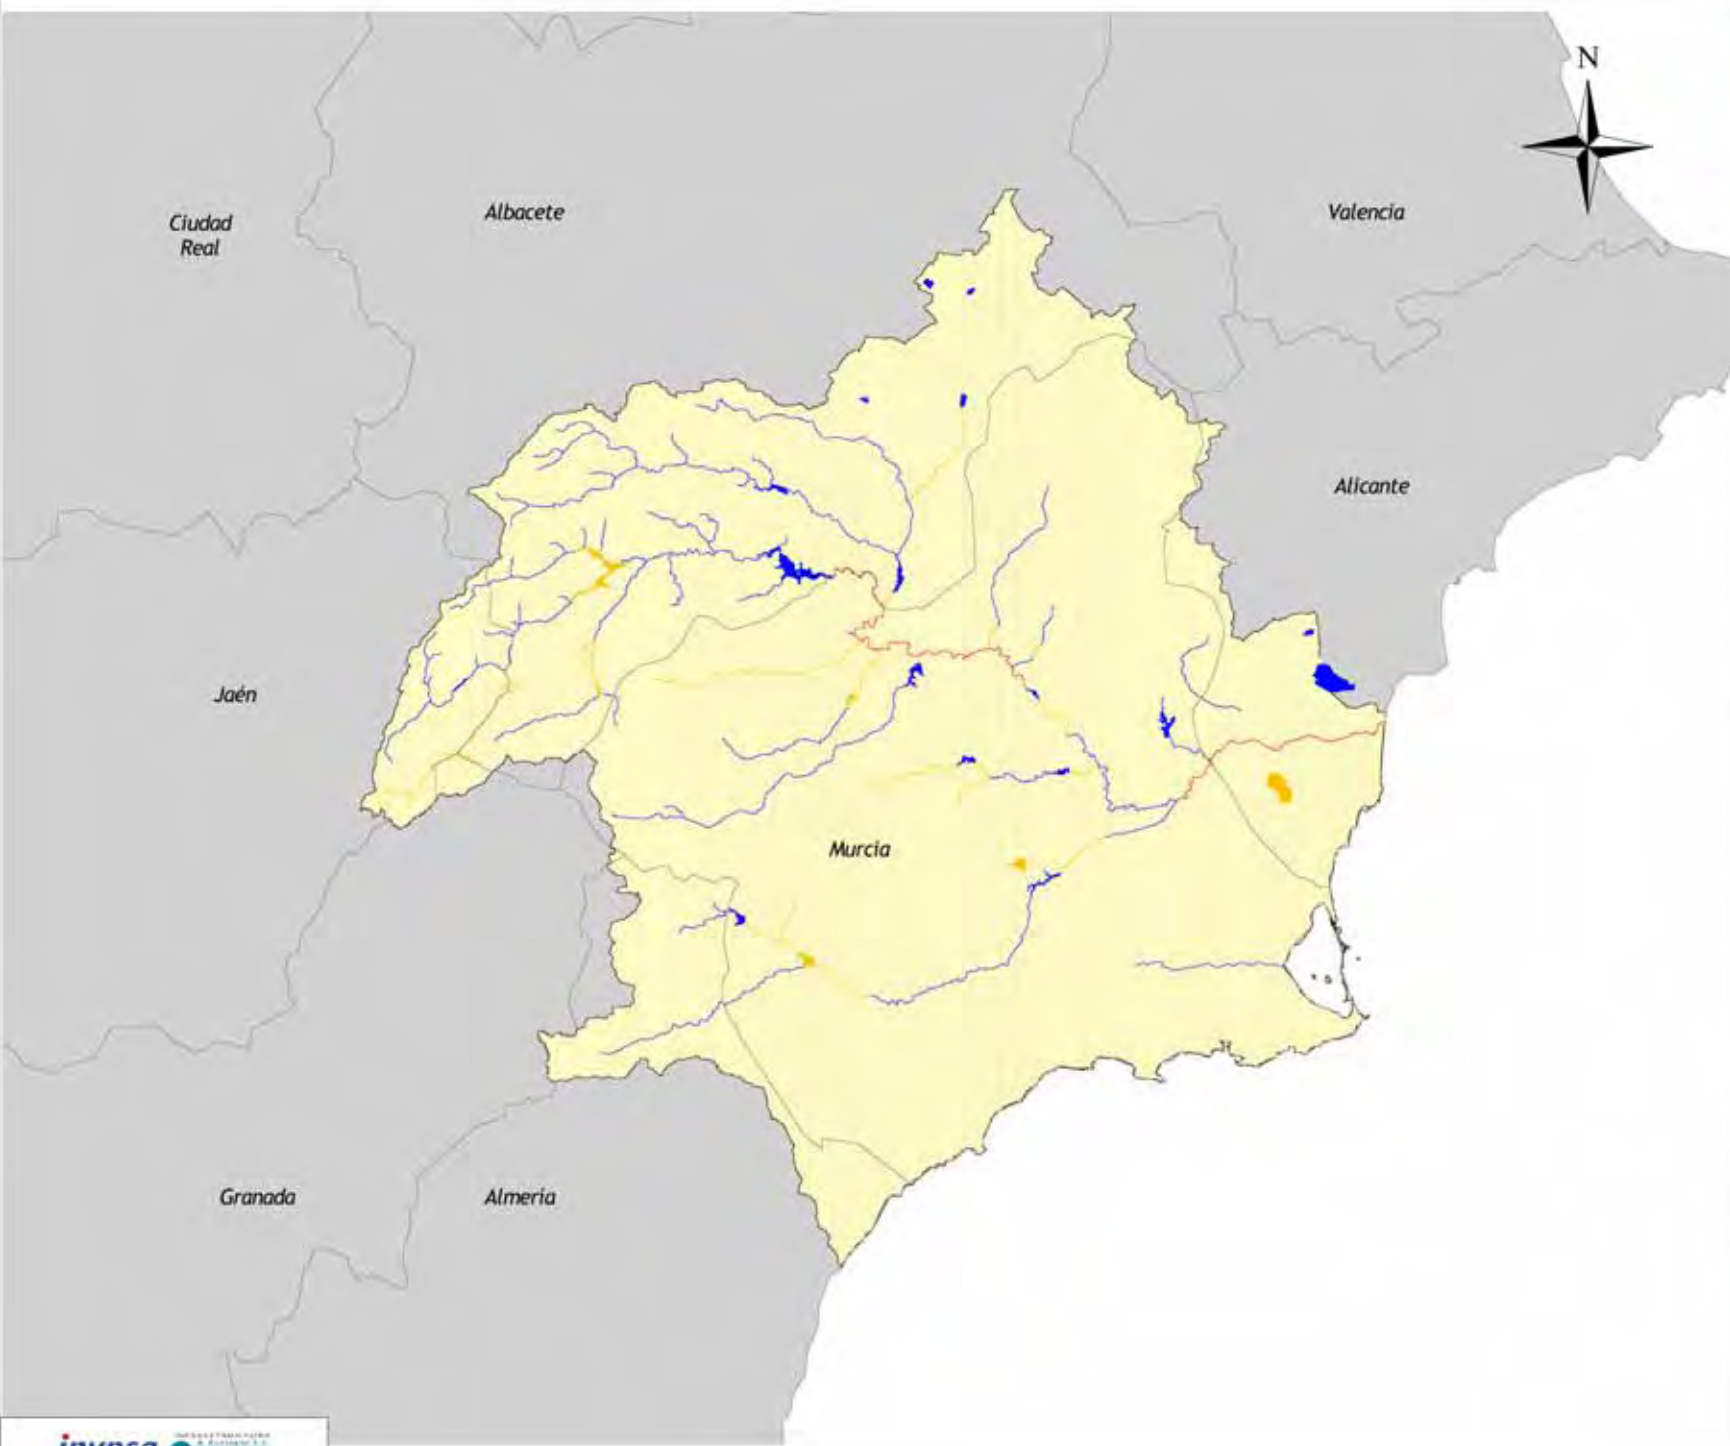 N
Ciudad
Real
Albacete
Valencia
Alicante
Jaén
Murcia
Granada
Almería